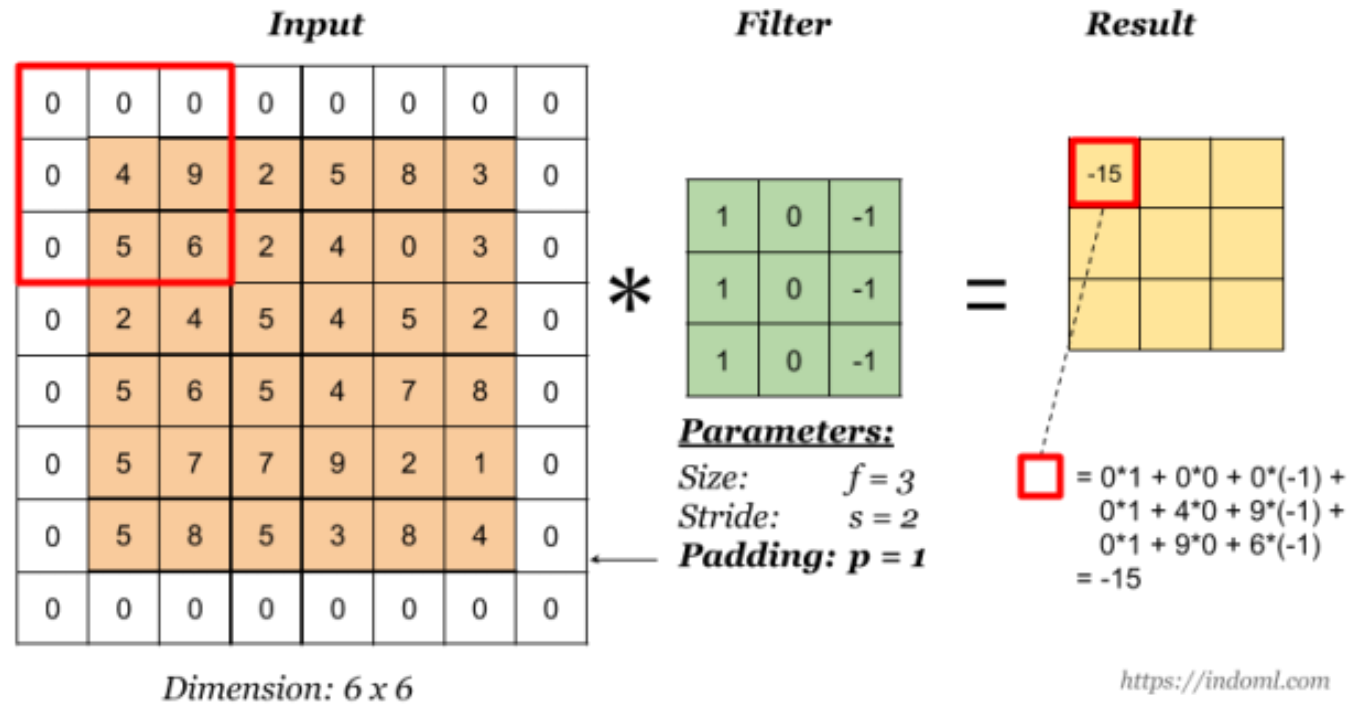 Input Filter Result
0 0 0 0 0 0 0 0
0 4 9 2 5 8 3 0
0 5 6 2 4 0 3 0
0 2 4 5 4 5 2 0
0 5 6 5 4 7 8 0
0 5 7 7 9 2 1 0
0 5 8 5 3 8 4 0
0 0 0 0 0 0 0 0
Dimension: 6 x 6
*
1 0 -1
1 0 -1
1 0 -1
Parameters:
Size: f = 3
Stride: s = 2
Padding: p = 1
=
-15
= 0*1 + 0*0 + 0*(-1) +
0*1 + 4*0 + 9*(-1) +
0*1 + 9*0 + 6*(-1)
= -15
https://indoml.com